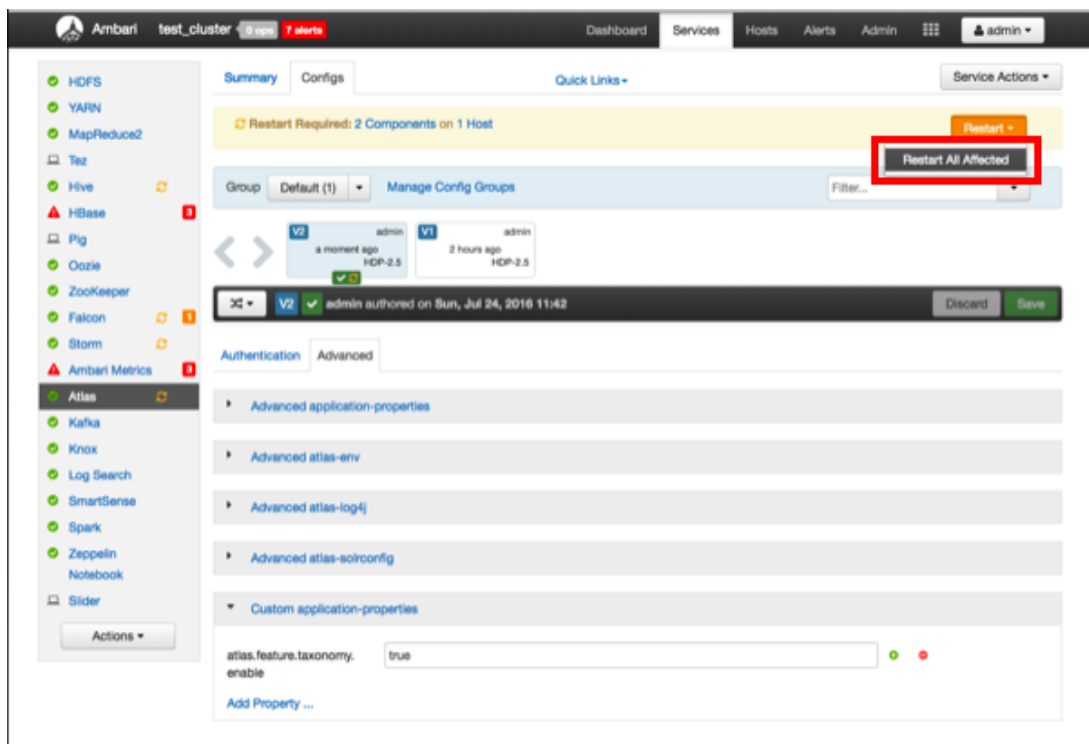 Ambari test_cluster 0 ops 7 alerts Dashboard Services Hosts Alerts Admin admin
HDFS
YARN
MapReduce2
Tez
Hive
HBase 3
Pig
Oozie
ZooKeeper
Falcon 1
Storm
Ambari Metrics 3
Atlas
Kafka
Knox
Log Search
SmartSense
Spark
Zeppelin
Notebook
Slider
Actions
Summary Configs Quick Links Service Actions
Restart Required: 2 Components on 1 Host Restart
Restart All Affected
Group Default (1) Manage Config Groups Filter...
V2 admin
a moment ago
HDP-2.5
V1 admin
2 hours ago
HDP-2.5
V2 admin authored on Sun, Jul 24, 2016 11:42 Discard Save
Authentication Advanced
Advanced application-properties
Advanced atlas-env
Advanced atlas-log4j
Advanced atlas-solrconfig
Custom application-properties
atlas.feature.taxonomy. true
enable
Add Property ...